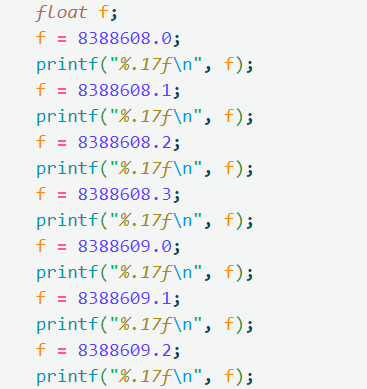 float f;
f = 8388608.0;
printf("%.17f\n", f);
f = 8388608.1;
printf("%.17f\n", f);
f = 8388608.2;
printf("%.17f\n", f);
f = 8388608.3;
printf("%.17f\n", f);
f = 8388609.0;
printf("%.17f\n", f);
f = 8388609.1;
printf("%.17f\n", f);
f = 8388609.2;
printf("%.17f\n", f);